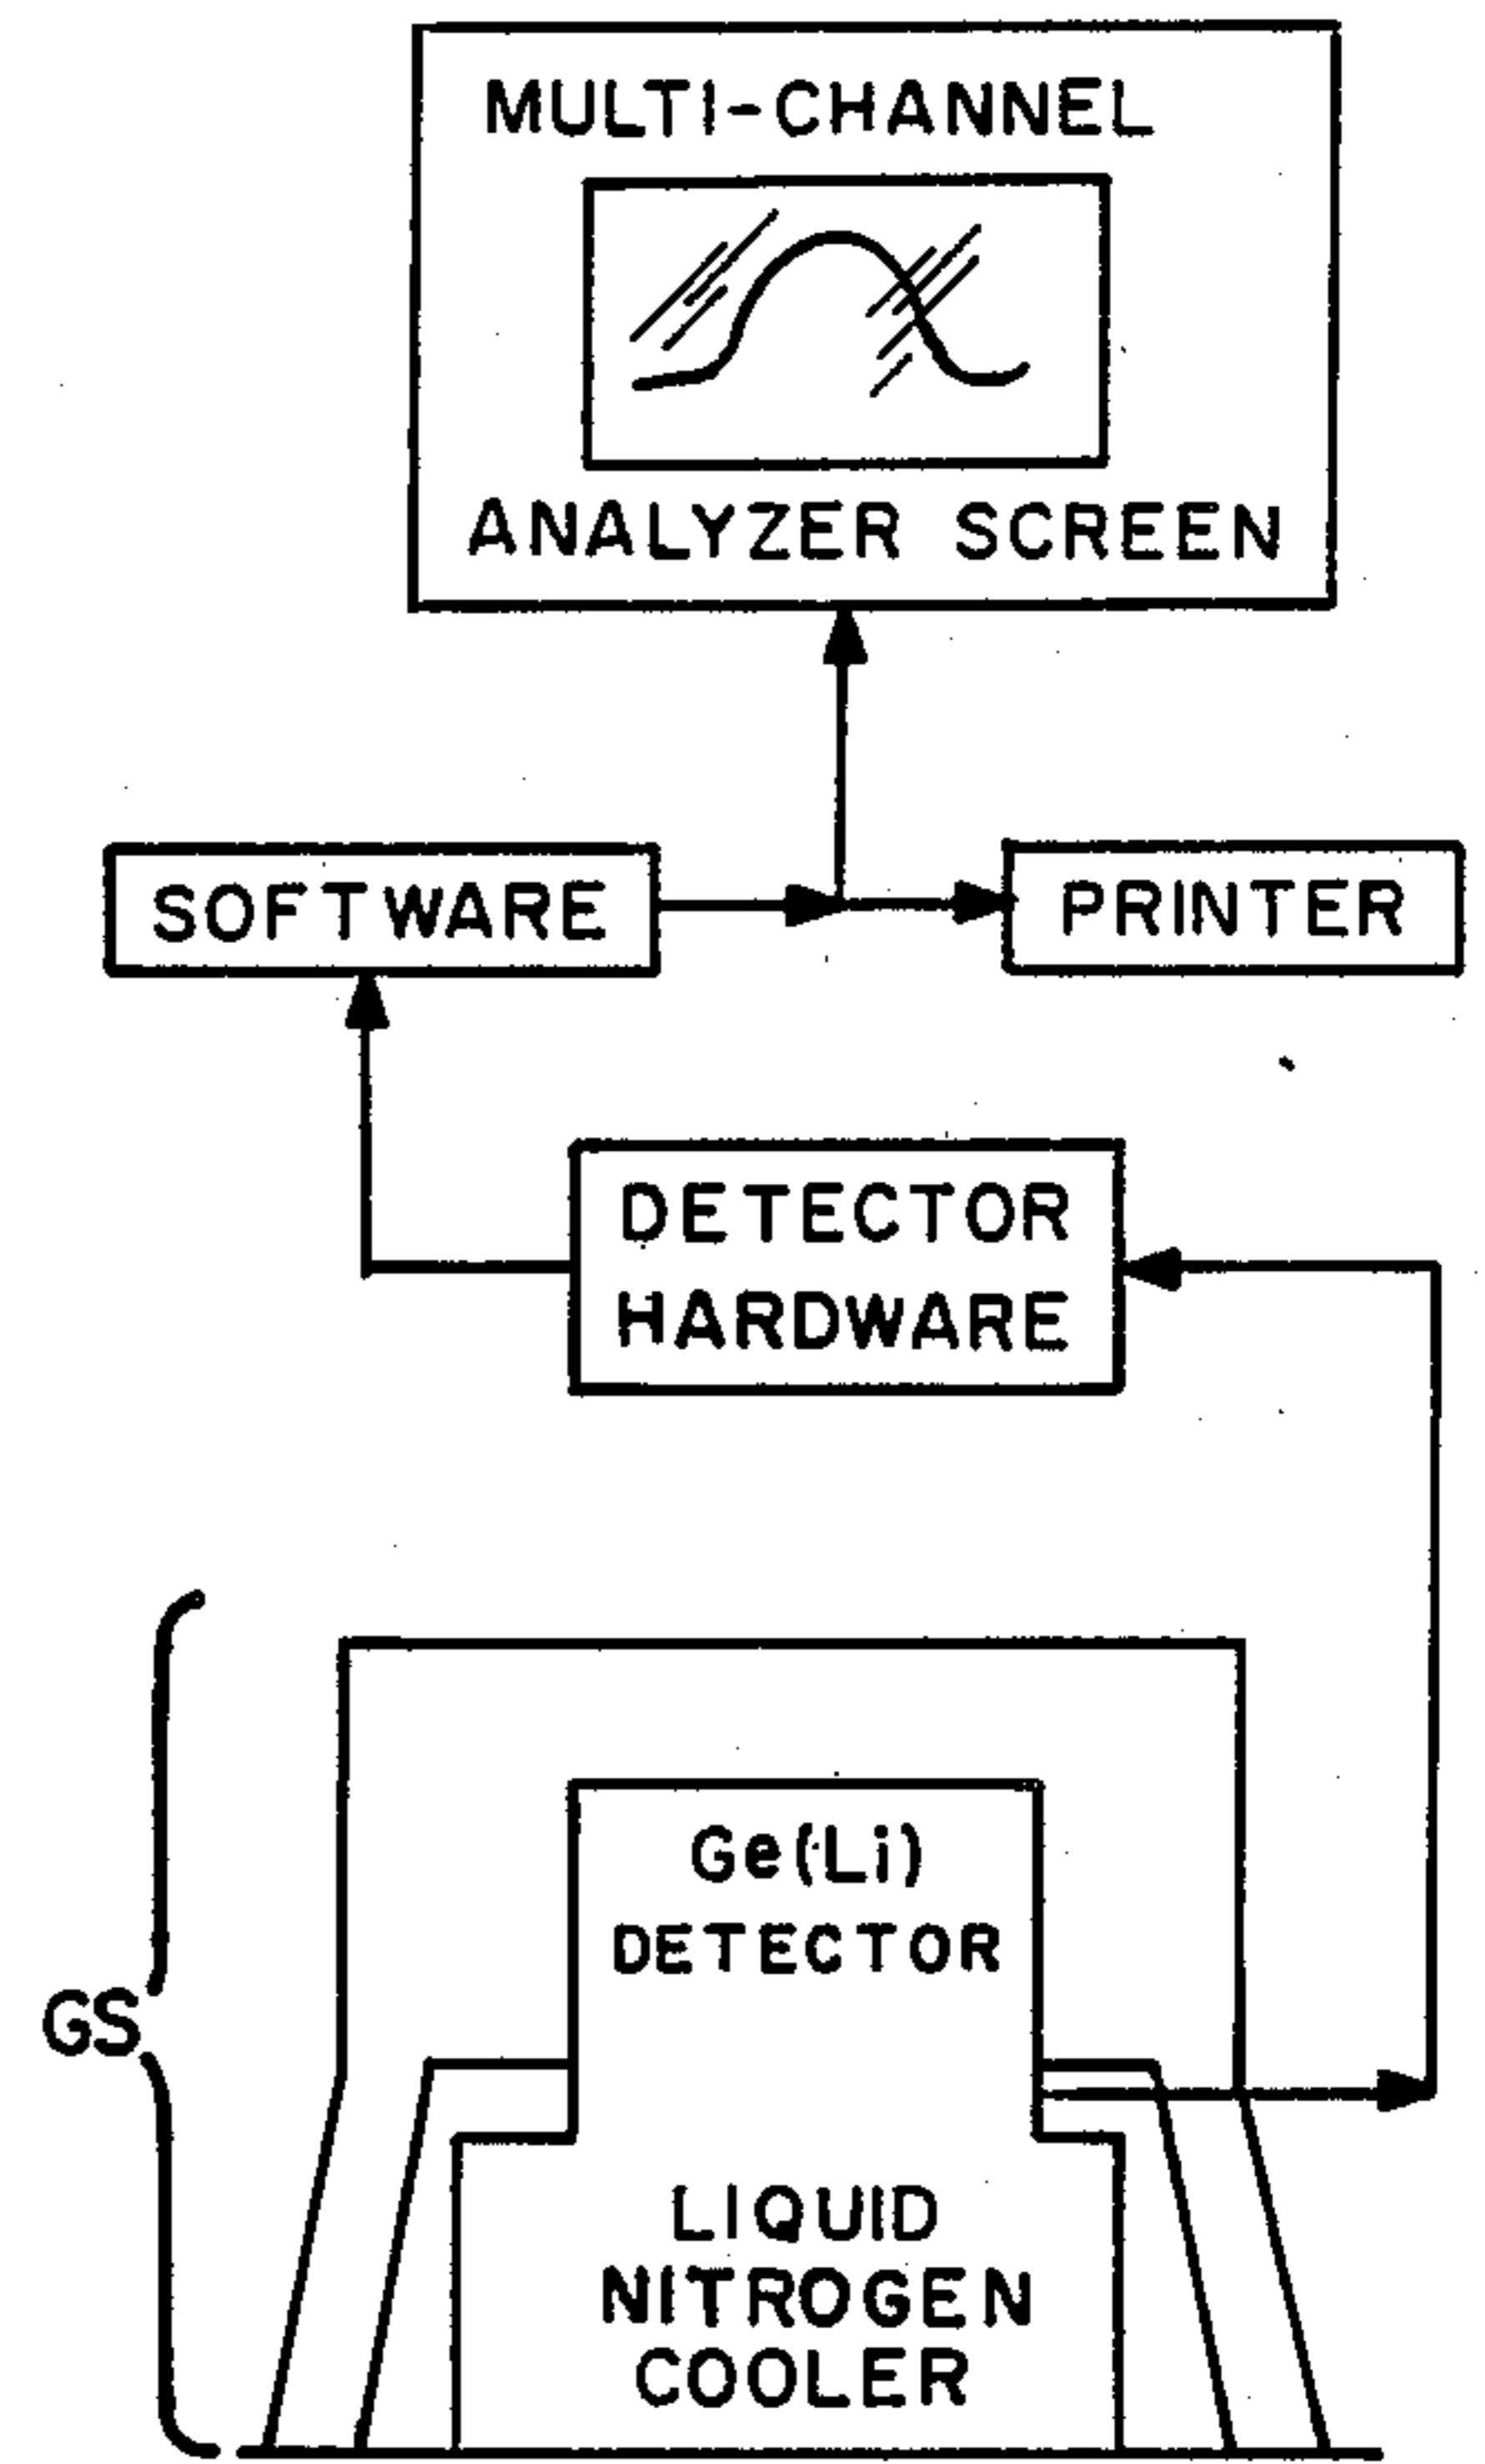 MULTI-CHANNEL
ANALYZER SCREEN
SOFTWARE
PRINTER
DETECTOR
HARDWARE
Ge(Li)
DETECTOR
GS
LIQUID
NITROGEN
COOLER